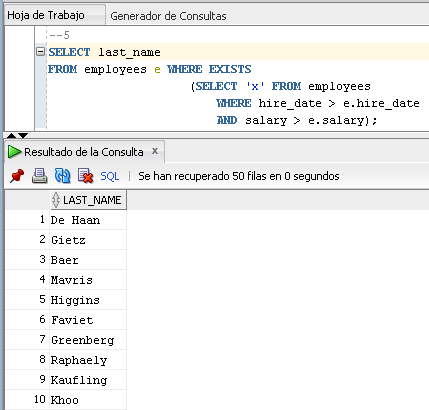 Hoja de Trabajo Generador de Consultas
--5
SELECT last_name
FROM employees e WHERE EXISTS
(SELECT 'x' FROM employees
WHERE hire_date > e.hire_date
AND salary > e.salary);
Resultado de la Consulta x
SQL | Se han recuperado 50 filas en 0 segundos
LAST_NAME
1 De Haan
2 Gietz
3 Baer
4 Mavris
5 Higgins
6 Faviet
7 Greenberg
8 Raphaely
9 Kaufling
10 Khoo